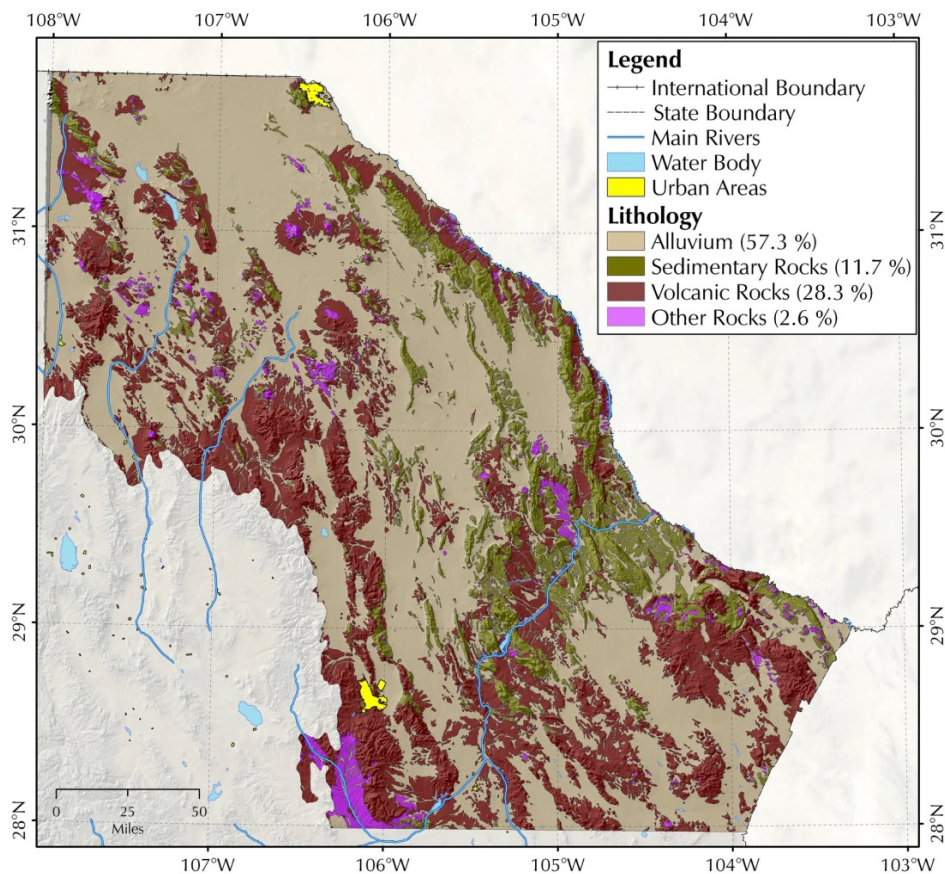 108°W 107°W 106°W 105°W 104°W 103°W
Legend
International Boundary
State Boundary
Main Rivers
Water Body
Urban Areas
Lithology
Alluvium (57.3 %)
Sedimentary Rocks (11.7 %)
Volcanic Rocks (28.3 %)
Other Rocks (2.6 %)
31°N 31°N
30°N 30°N
29°N 29°N
28°N 28°N
0 25 50
Miles
107°W 106°W 105°W 104°W 103°W